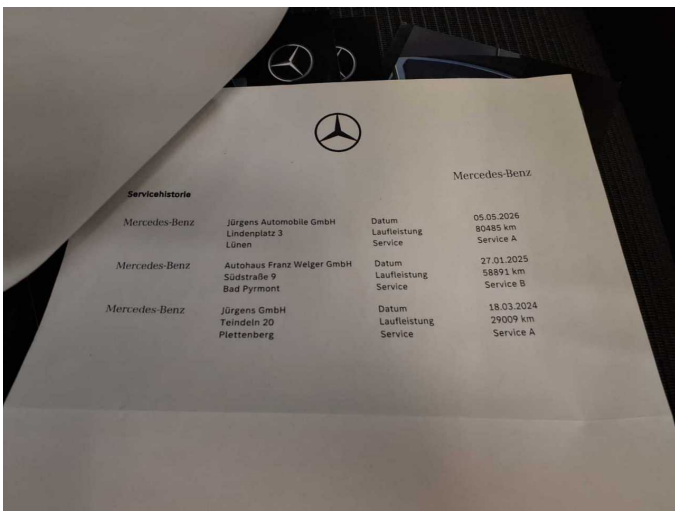 Mercedes-Benz
Servicehistorie
Mercedes-Benz Jürgens Automobile GmbH Datum 05.05.2026
Lindenplatz 3 Laufleistung 80485 km
Lünen Service Service A
Mercedes-Benz Autohaus Franz Welger GmbH Datum 27.01.2025
Südstraße 9 Laufleistung 58891 km
Bad Pyrmont Service Service B
Mercedes-Benz Jürgens GmbH Datum 18.03.2024
Teindeln 20 Laufleistung 29009 km
Plettenberg Service Service A